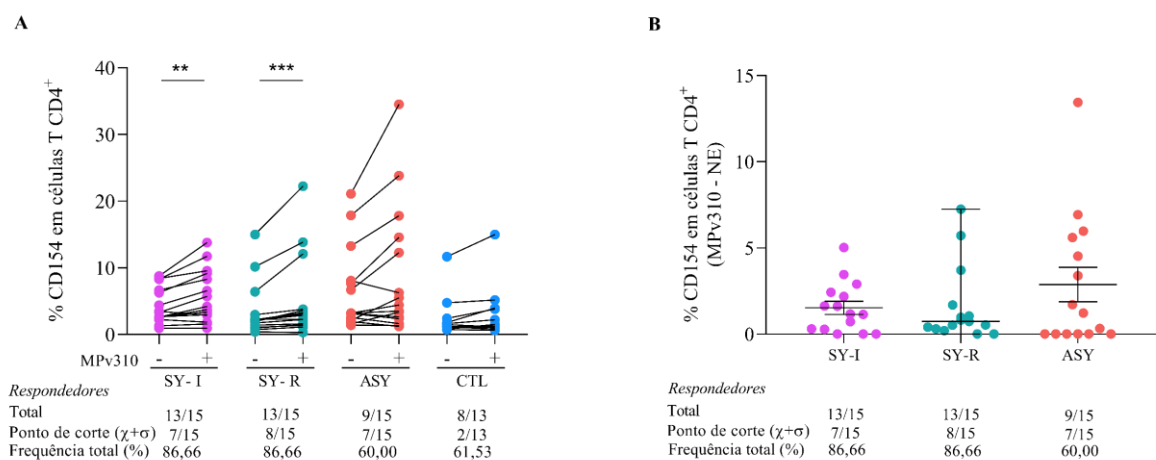 A
% CD154 em células T CD4⁺
40
30
20
10
0
** ***
MPv310 - + - + - + - +
SY- I SY- R ASY CTL
Respondedores
Total 13/15 13/15 9/15 8/13
Ponto de corte (χ+σ) 7/15 8/15 7/15 2/13
Frequência total (%) 86,66 86,66 60,00 61,53
B
% CD154 em células T CD4⁺
(MPv310 - NE)
15
10
5
0
SY-I SY-R ASY
Respondedores
Total 13/15 13/15 9/15
Ponto de corte (χ+σ) 7/15 8/15 7/15
Frequência total (%) 86,66 86,66 60,00